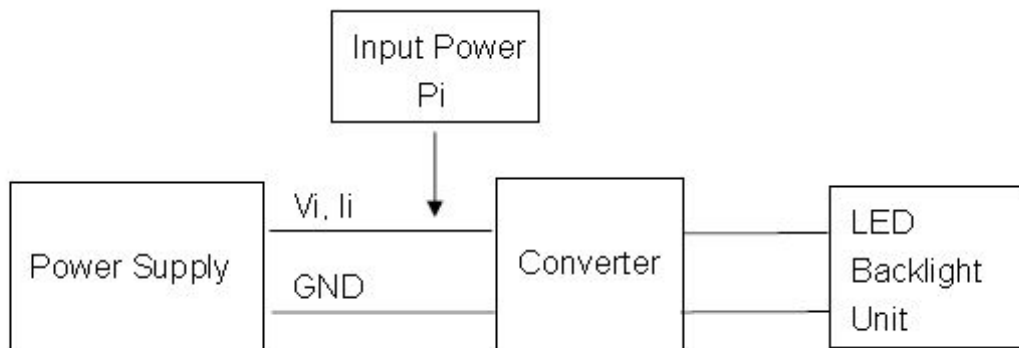 Input Power
Pi
Vi, Ii
Power Supply
GND
Converter
LED
Backlight
Unit